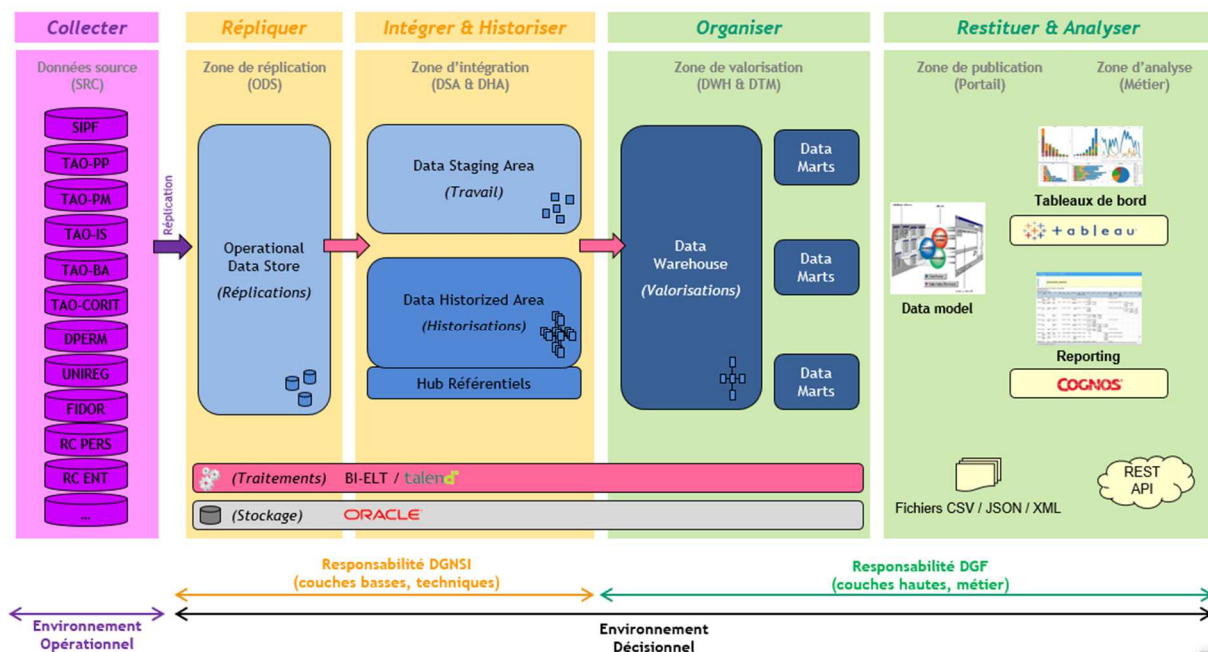 Collecter
Répliquer
Intégrer & Historiser
Organiser
Restituer & Analyser
Données source
(SRC)
Zone de réplication
(ODS)
Zone d'intégration
(DSA & DHA)
Zone de valorisation
(DWH & DTM)
Zone de publication
(Portail)
Zone d'analyse
(Métier)
SIPF
TAO-PP
TAO-PM
TAO-IS
TAO-BA
TAO-CORIT
DPERM
UNIREG
FIDOR
RC PERS
RC ENT
...
Réplication
Operational
Data Store
(Réplications)
Data Staging Area
(Travail)
Data Historized Area
(Historisations)
Hub Référentiels
Data
Warehouse
(Valorisations)
Data
Marts
Data
Marts
Data
Marts
Data model
Tableaux de bord
+ableau
Reporting
COGNOS
Fichiers CSV / JSON / XML
REST
API
(Traitements) BI-ELT / talend
(Stockage) ORACLE
Responsabilité DGNSI
(couches basses, techniques)
Responsabilité DGF
(couches hautes, métier)
Environnement
Opérationnel
Environnement
Décisionnel